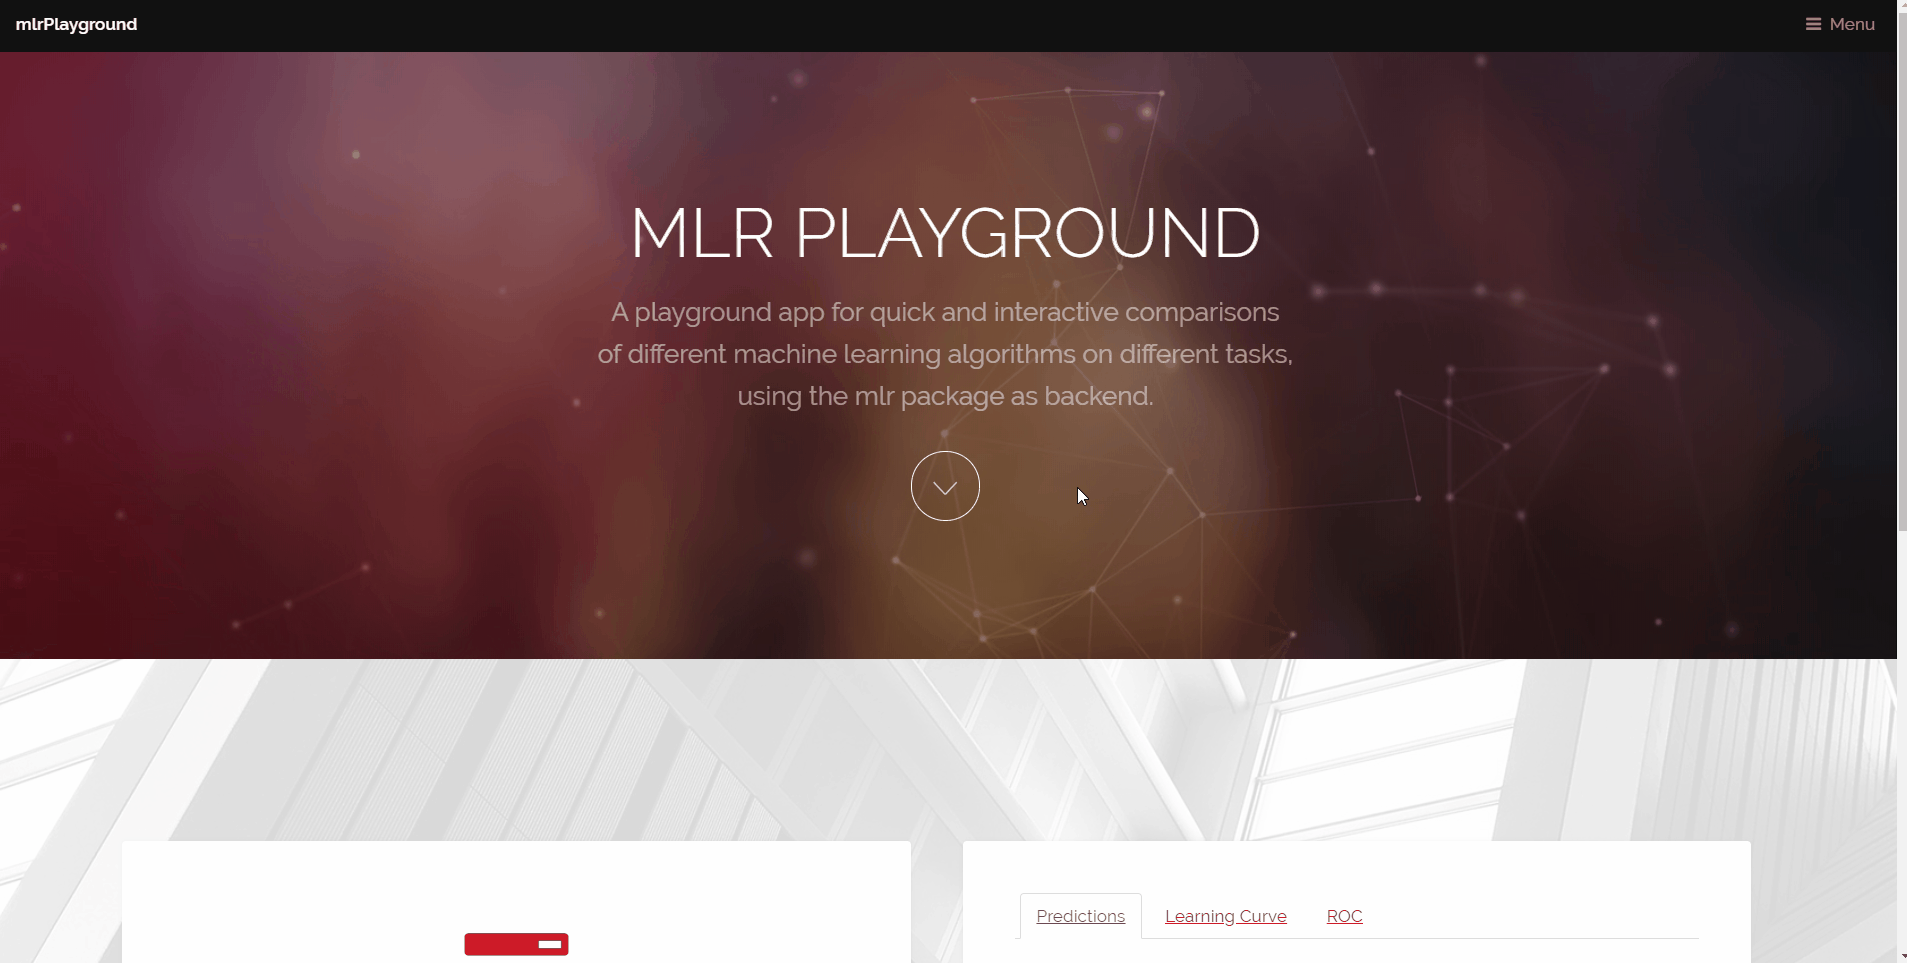 mlrPlayground
Menu
MLR PLAYGROUND
A playground app for quick and interactive comparisons
of different machine learning algorithms on different tasks,
using the mlr package as backend.
Predictions
Learning Curve
ROC